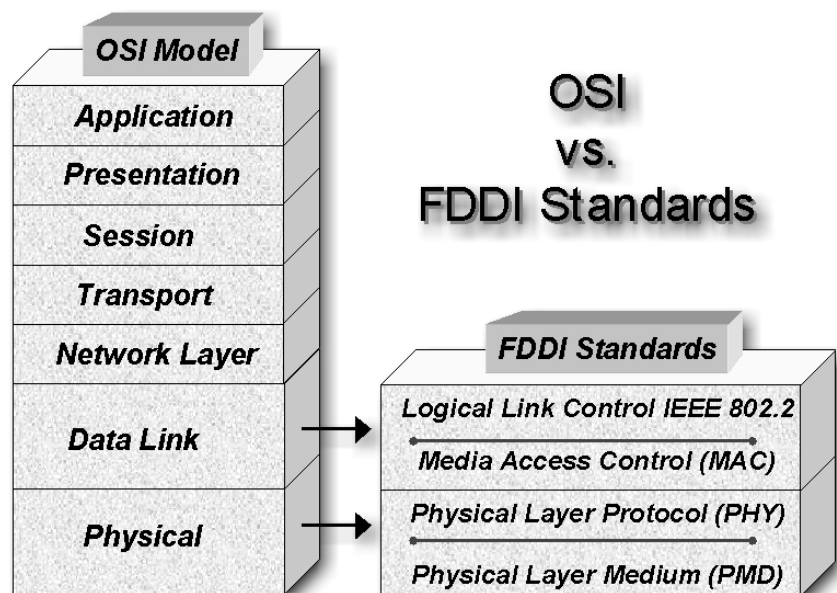 OSI Model
Application
Presentation
Session
Transport
Network Layer
Data Link
Physical
OSI
vs.
FDDI Standards
FDDI Standards
Logical Link Control IEEE 802.2
Media Access Control (MAC)
Physical Layer Protocol (PHY)
Physical Layer Medium (PMD)